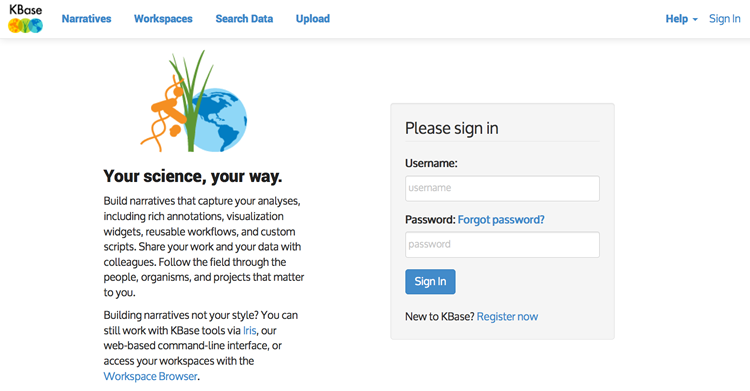 KBase
Narratives Workspaces Search Data Upload Help Sign In
Your science, your way.
Build narratives that capture your analyses,
including rich annotations, visualization
widgets, reusable workflows, and custom
scripts. Share your work and your data with
colleagues. Follow the field through the
people, organisms, and projects that matter
to you.
Building narratives not your style? You can
still work with KBase tools via Iris, our
web-based command-line interface, or
access your workspaces with the
Workspace Browser.
Please sign in
Username:
username
Password: Forgot password?
password
Sign In
New to KBase? Register now